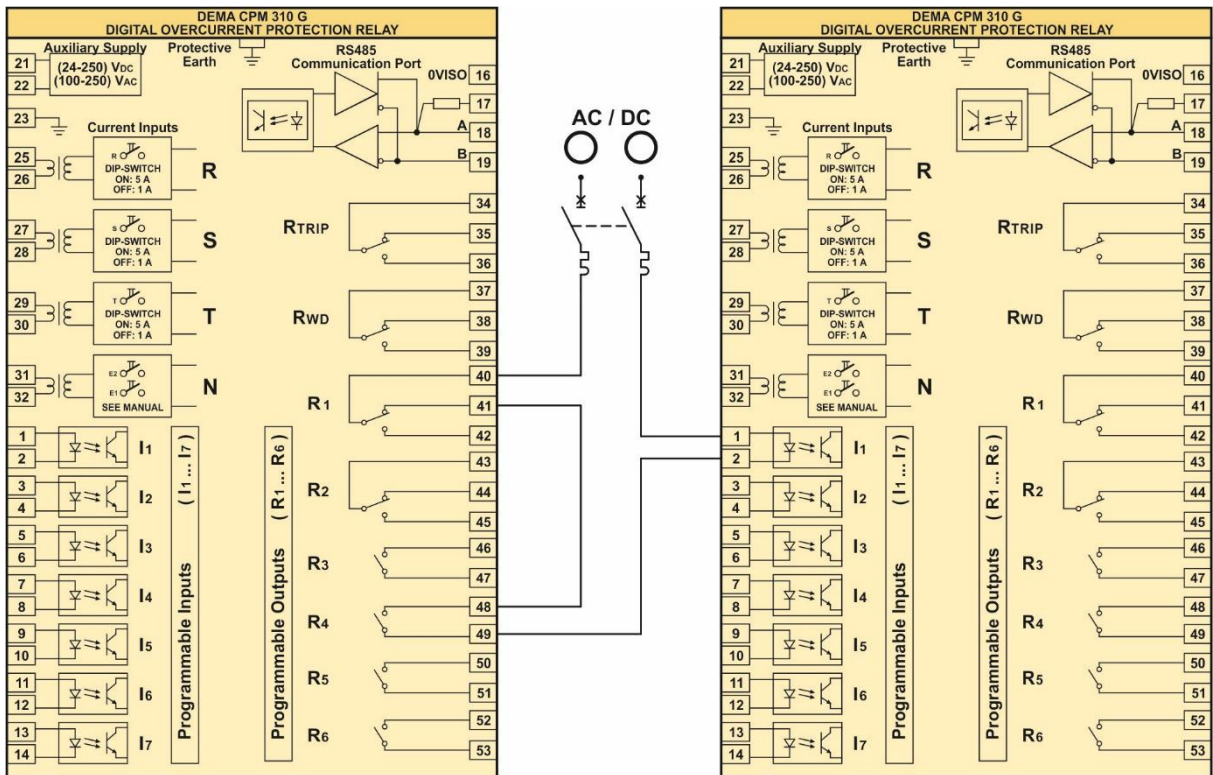 DEMA CPM 310 G
DIGITAL OVERCURRENT PROTECTION RELAY
Auxiliary Supply
Protective Earth
RS485
Communication Port
21
22
(24-250) VDC
(100-250) VAC
0VISO 16
17
23
A 18
B 19
Current Inputs
25
26
R
DIP-SWITCH
ON: 5 A
OFF: 1 A
R
27
28
S
DIP-SWITCH
ON: 5 A
OFF: 1 A
S
29
30
T
DIP-SWITCH
ON: 5 A
OFF: 1 A
T
31
32
E2
E1
SEE MANUAL
N
RTRIP
34
35
36
RWD
37
38
39
R1
40
41
42
R2
43
44
45
R3
46
47
R4
48
49
R5
50
51
R6
52
53
1
2
I1
3
4
I2
5
6
I3
7
8
I4
9
10
I5
11
12
I6
13
14
I7
Programmable Inputs ( I1 ... I7 )
Programmable Outputs ( R1 ... R6 )
AC / DC
DEMA CPM 310 G
DIGITAL OVERCURRENT PROTECTION RELAY
Auxiliary Supply
Protective Earth
RS485
Communication Port
21
22
(24-250) VDC
(100-250) VAC
0VISO 16
17
23
A 18
B 19
Current Inputs
25
26
R
DIP-SWITCH
ON: 5 A
OFF: 1 A
R
27
28
S
DIP-SWITCH
ON: 5 A
OFF: 1 A
S
29
30
T
DIP-SWITCH
ON: 5 A
OFF: 1 A
T
31
32
E2
E1
SEE MANUAL
N
RTRIP
34
35
36
RWD
37
38
39
R1
40
41
42
R2
43
44
45
R3
46
47
R4
48
49
R5
50
51
R6
52
53
1
2
I1
3
4
I2
5
6
I3
7
8
I4
9
10
I5
11
12
I6
13
14
I7
Programmable Inputs ( I1 ... I7 )
Programmable Outputs ( R1 ... R6 )